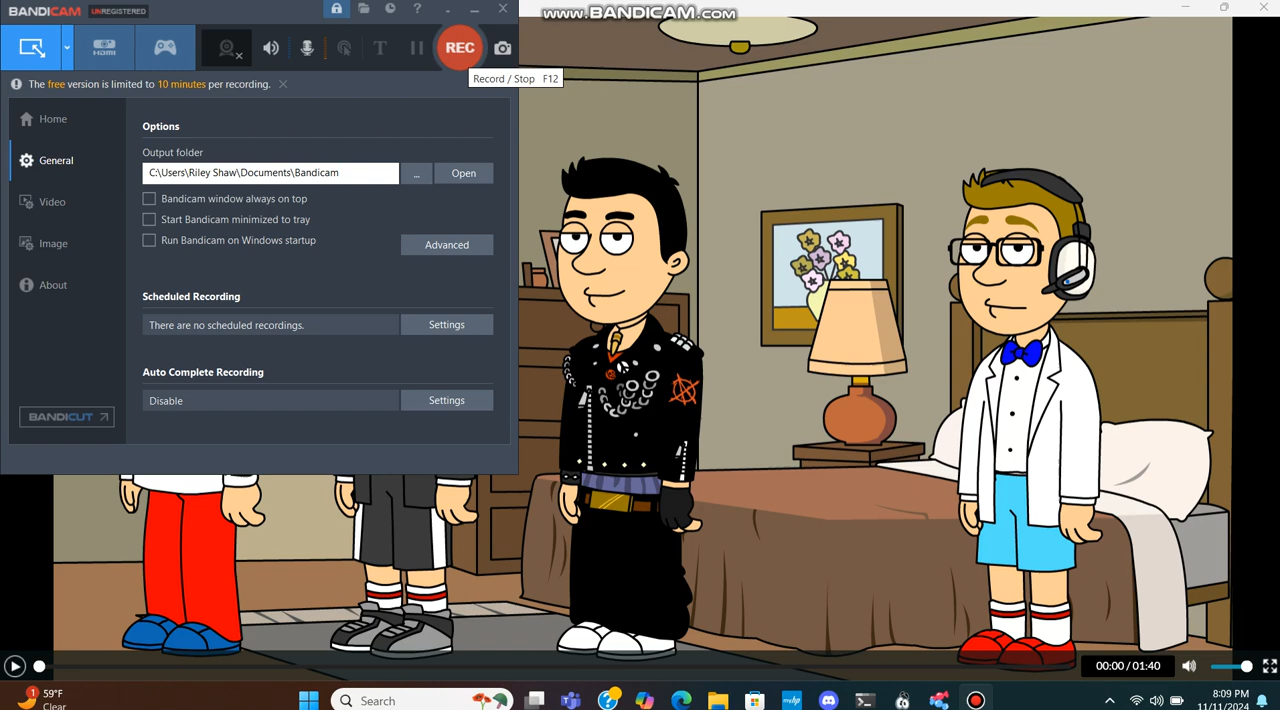 BANDICAM UNREGISTERED
www.BANDICAM.com
HDMI
T
REC
Record / Stop F12
The free version is limited to 10 minutes per recording.
Home
General
Video
Image
About
BANDICUT
Options
Output folder
C:\Users\Riley Shaw\Documents\Bandicam
...
Open
Bandicam window always on top
Start Bandicam minimized to tray
Run Bandicam on Windows startup
Advanced
Scheduled Recording
There are no scheduled recordings.
Settings
Auto Complete Recording
Disable
Settings
00:00 / 01:40
1
59°F
Clear
Search
8:09 PM
11/11/2024